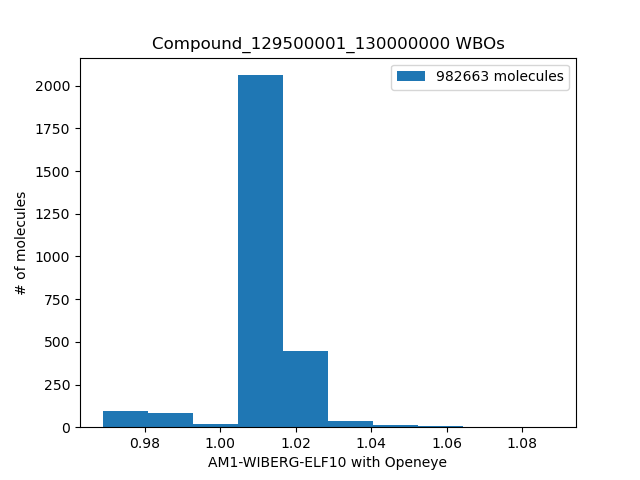 Compound_129500001_130000000 WBOs
982663 molecules
# of molecules
2000
1750
1500
1250
1000
750
500
250
0
0.98 1.00 1.02 1.04 1.06 1.08
AM1-WIBERG-ELF10 with Openeye